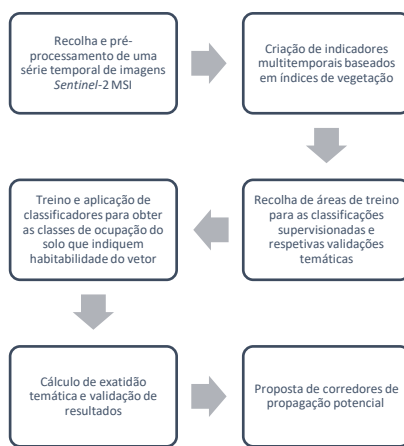 Recolha e pré-
processamento de uma
série temporal de imagens
Sentinel-2 MSI
Criação de indicadores
multitemporais baseados
em índices de vegetação
Recolha de áreas de treino
para as classificações
supervisionadas e
respetivas validações
temáticas
Treino e aplicação de
classificadores para obter
as classes de ocupação do
solo que indiquem
habitabilidade do vetor
Cálculo de exatidão
temática e validação de
resultados
Proposta de corredores de
propagação potencial